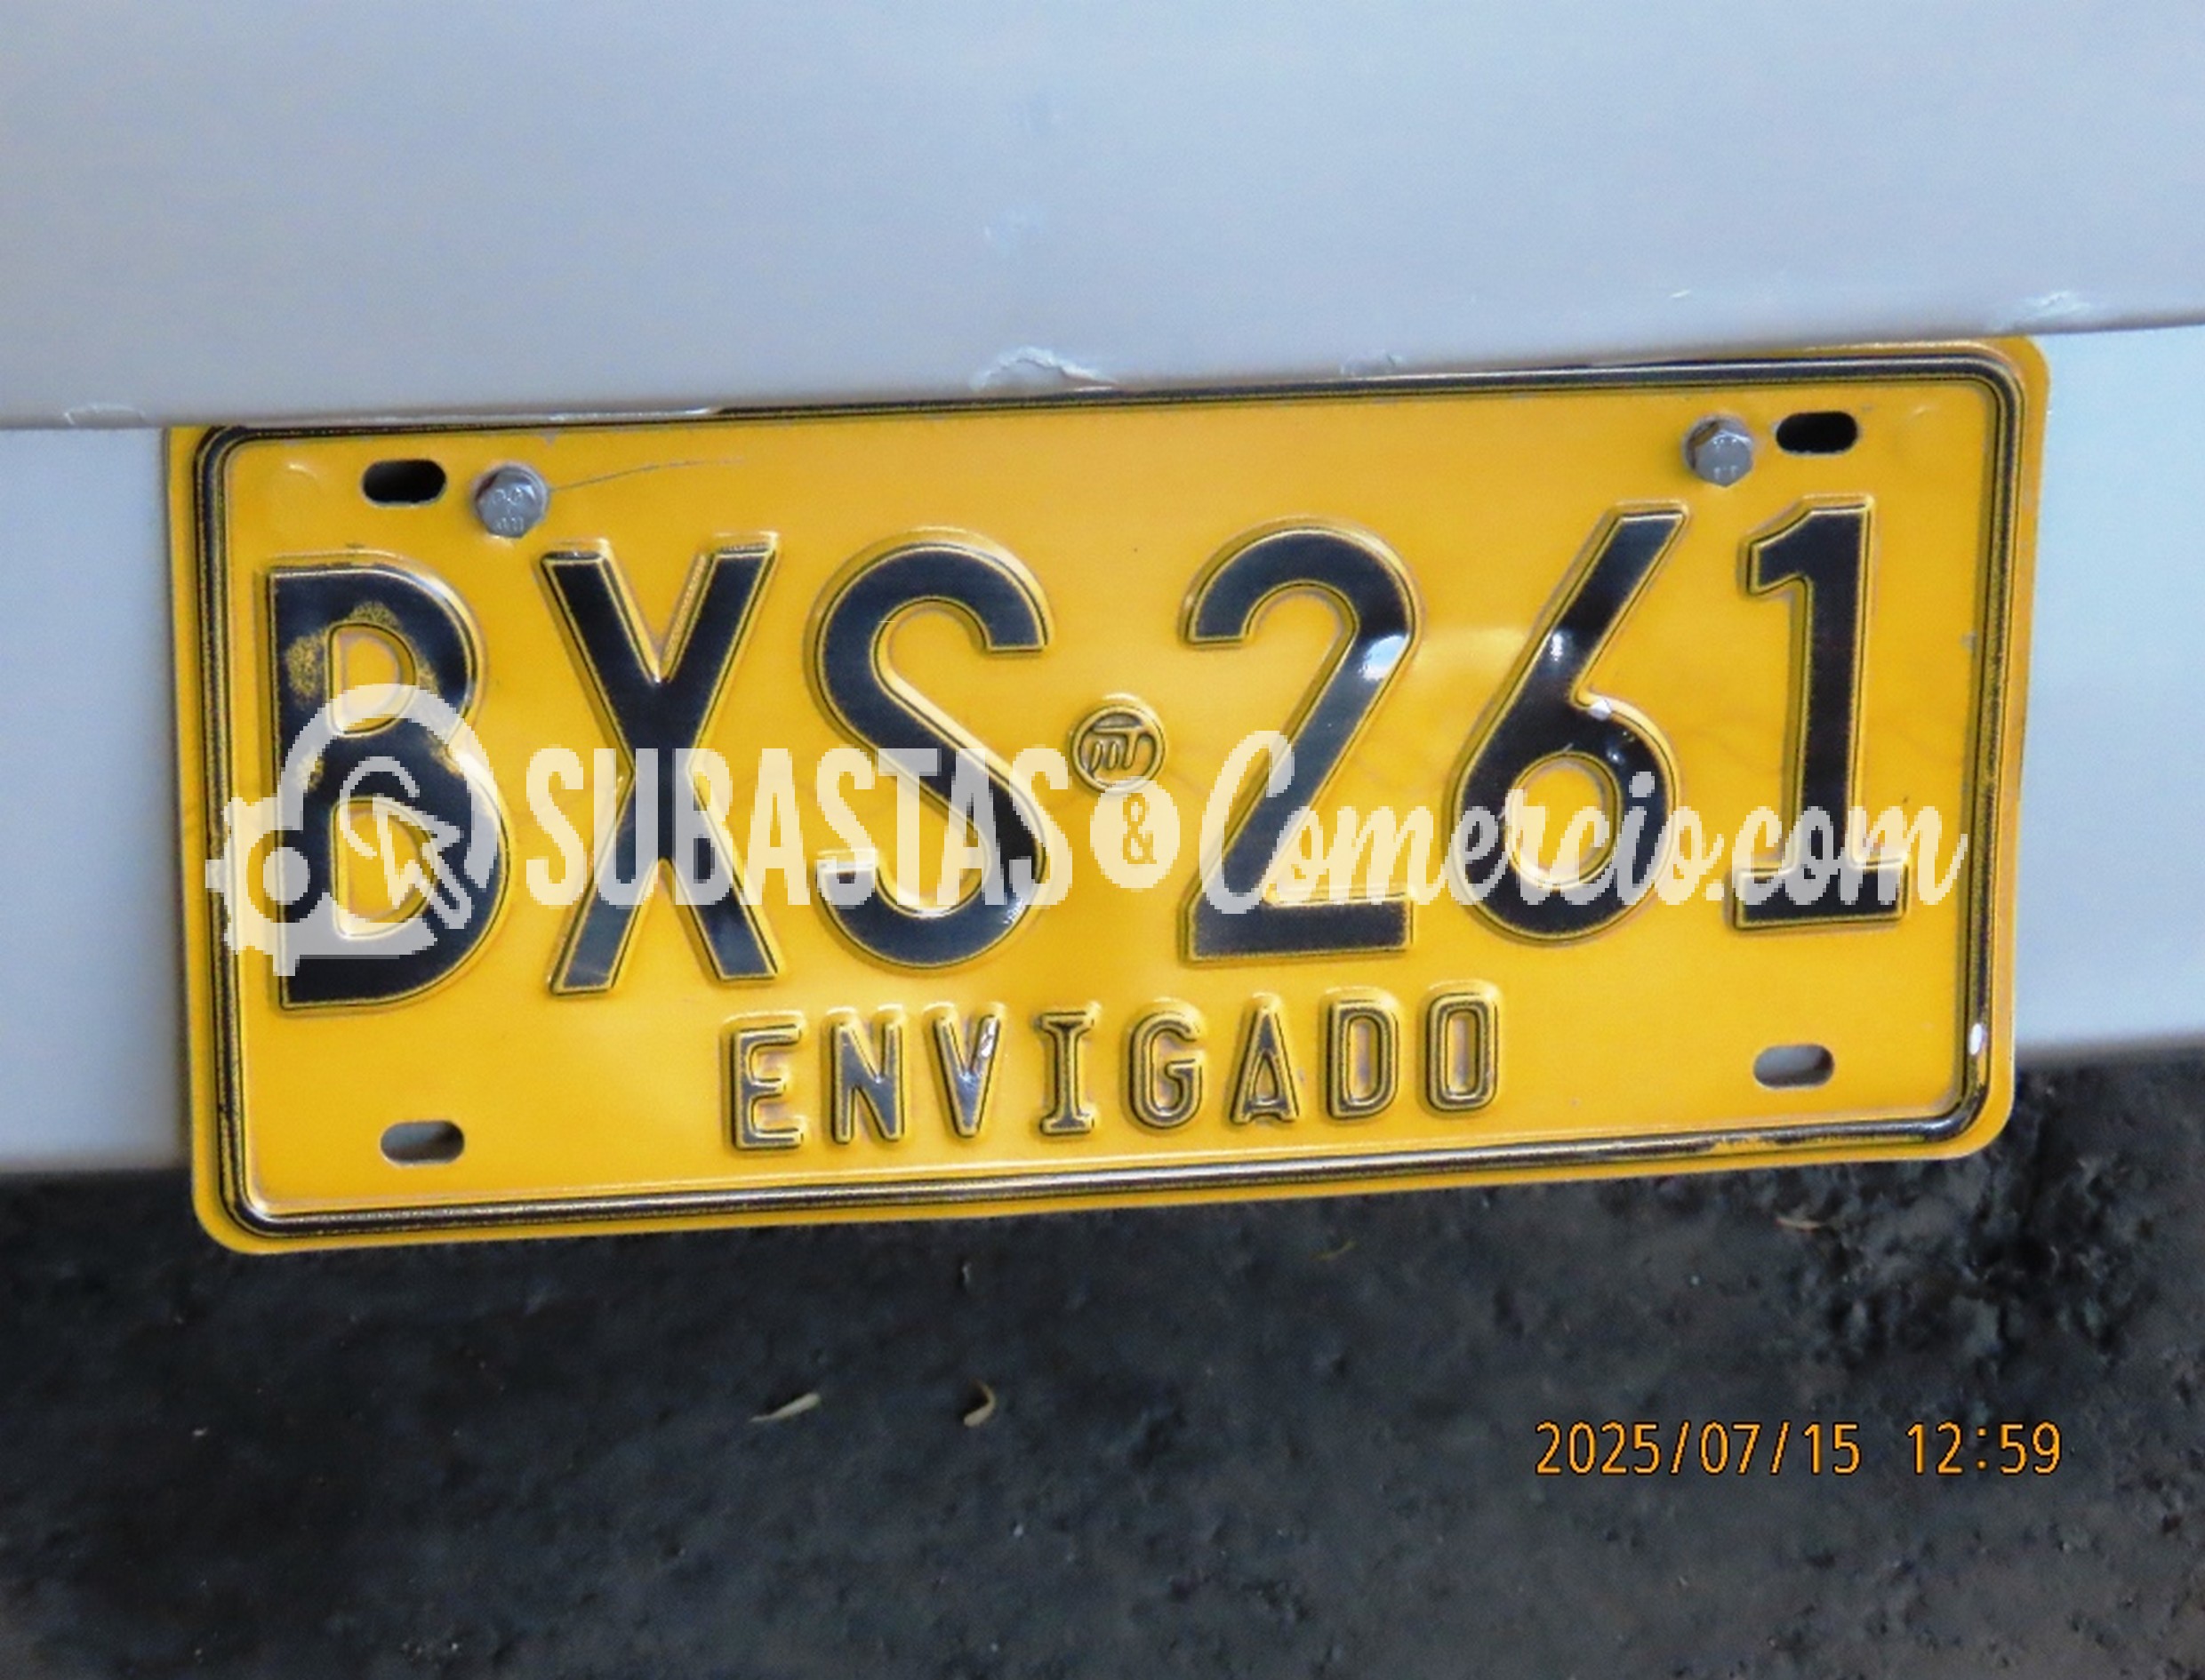 BXS 261
SUBASTAS & Comercio.com
ENVIGADO
2025/07/15 12:59